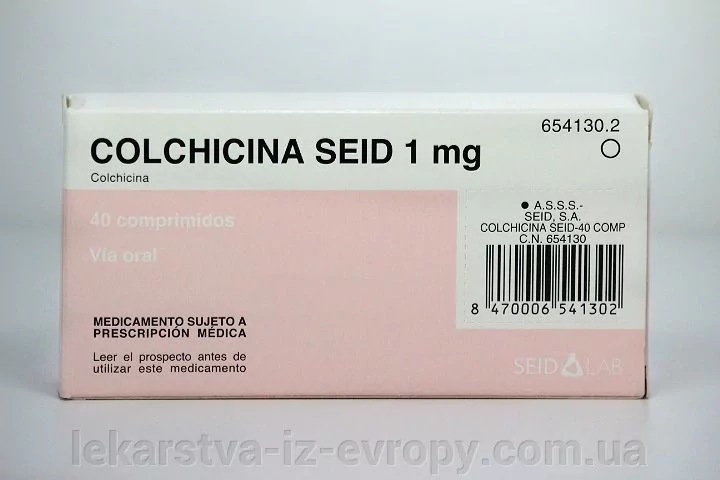 654130.2
COLCHICINA SEID 1 mg
Colchicina
40 comprimidos
Vía oral
MEDICAMENTO SUJETO A
PRESCRIPCIÓN MÉDICA
Leer el prospecto antes de
utilizar este medicamento
A.S.S.S.-
SEID, S.A.
COLCHICINA SEID-40 COMP
C.N. 654130
8 470006 541302
SEID LAB
lekarstva-iz-evropy.com.ua